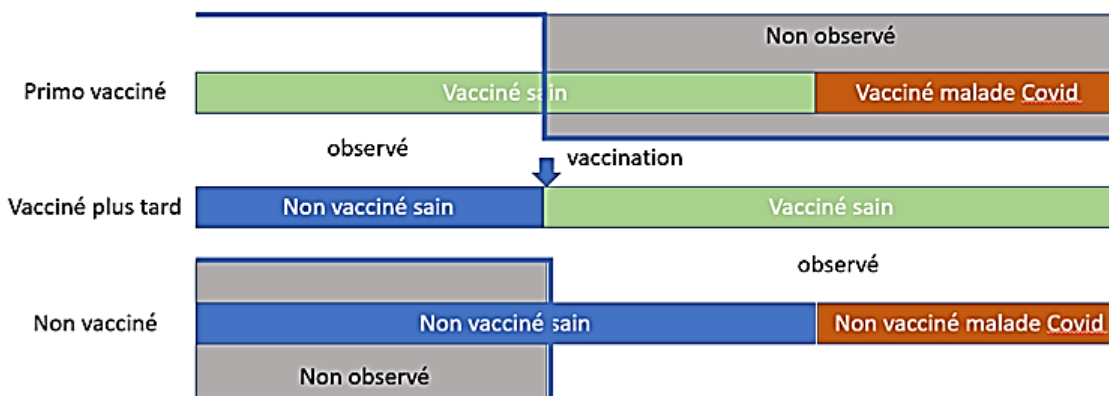 Non observé
Primo vacciné
Vacciné sain
Vacciné malade Covid
observé
vaccination
Vacciné plus tard
Non vacciné sain
Vacciné sain
observé
Non vacciné
Non vacciné sain
Non vacciné malade Covid
Non observé